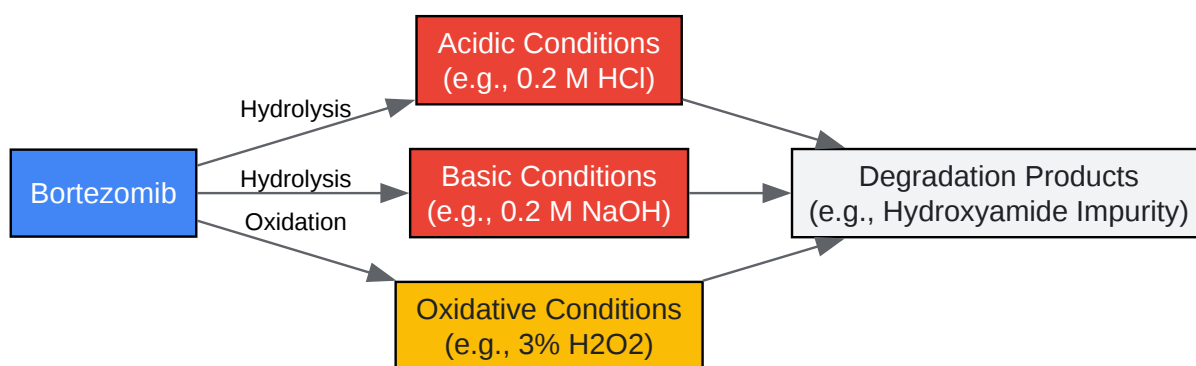 Acidic Conditions
(e.g., 0.2 M HCl)
Hydrolysis
Bortezomib
Hydrolysis
Basic Conditions
(e.g., 0.2 M NaOH)
Degradation Products
(e.g., Hydroxyamide Impurity)
Oxidation
Oxidative Conditions
(e.g., 3% H2O2)